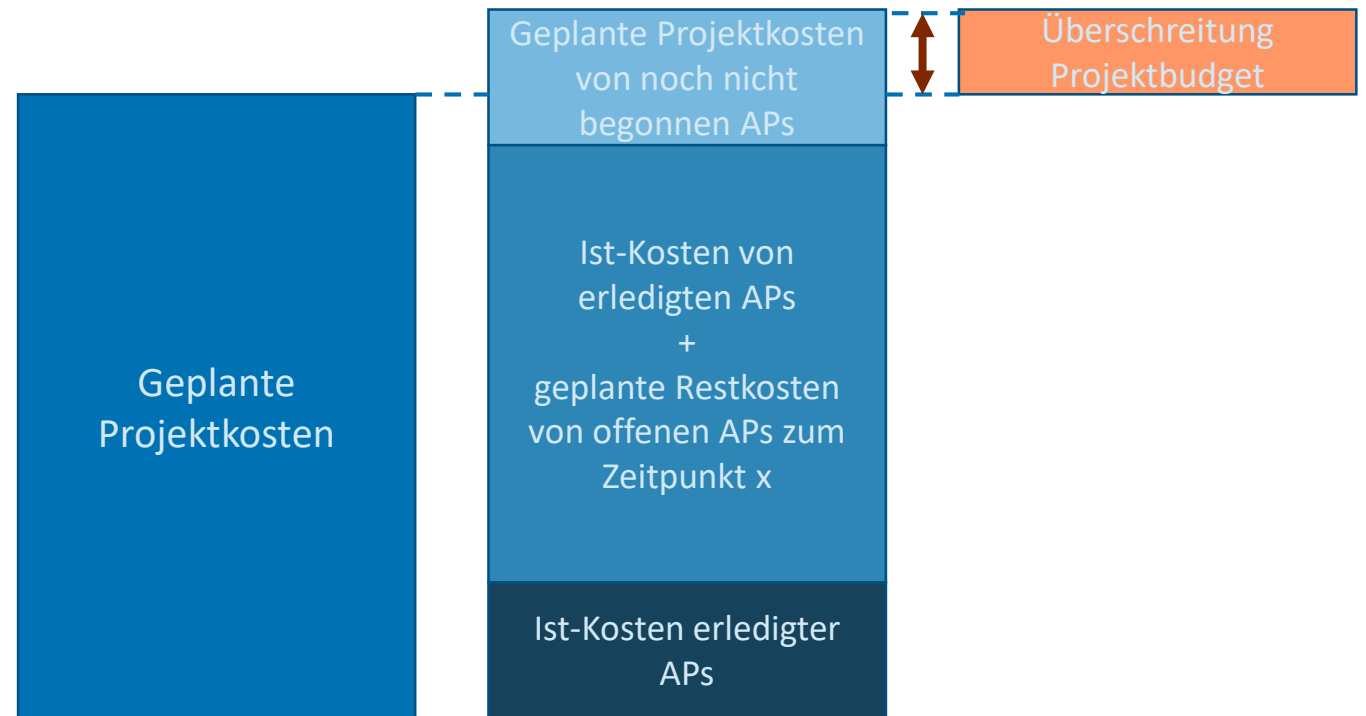 Geplante
Projektkosten
Geplante Projektkosten
von noch nicht
begonnen APs
Ist-Kosten von
erledigten APs
+
geplante Restkosten
von offenen APs zum
Zeitpunkt x
Ist-Kosten erledigter
APs
Überschreitung
Projektbudget